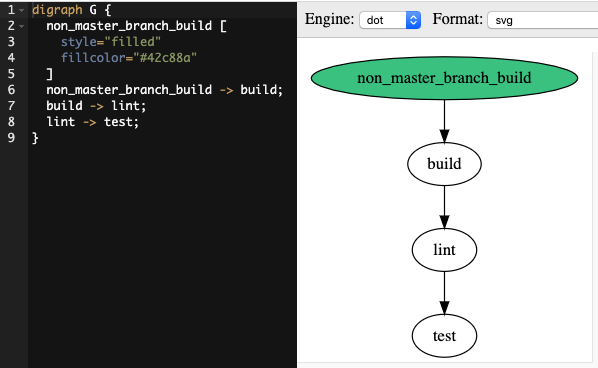 1 digraph G {
2   non_master_branch_build [
3     style="filled"
4     fillcolor="#42c88a"
5   ]
6   non_master_branch_build -> build;
7   build -> lint;
8   lint -> test;
9 }
Engine: dot Format: svg
non_master_branch_build
build
lint
test